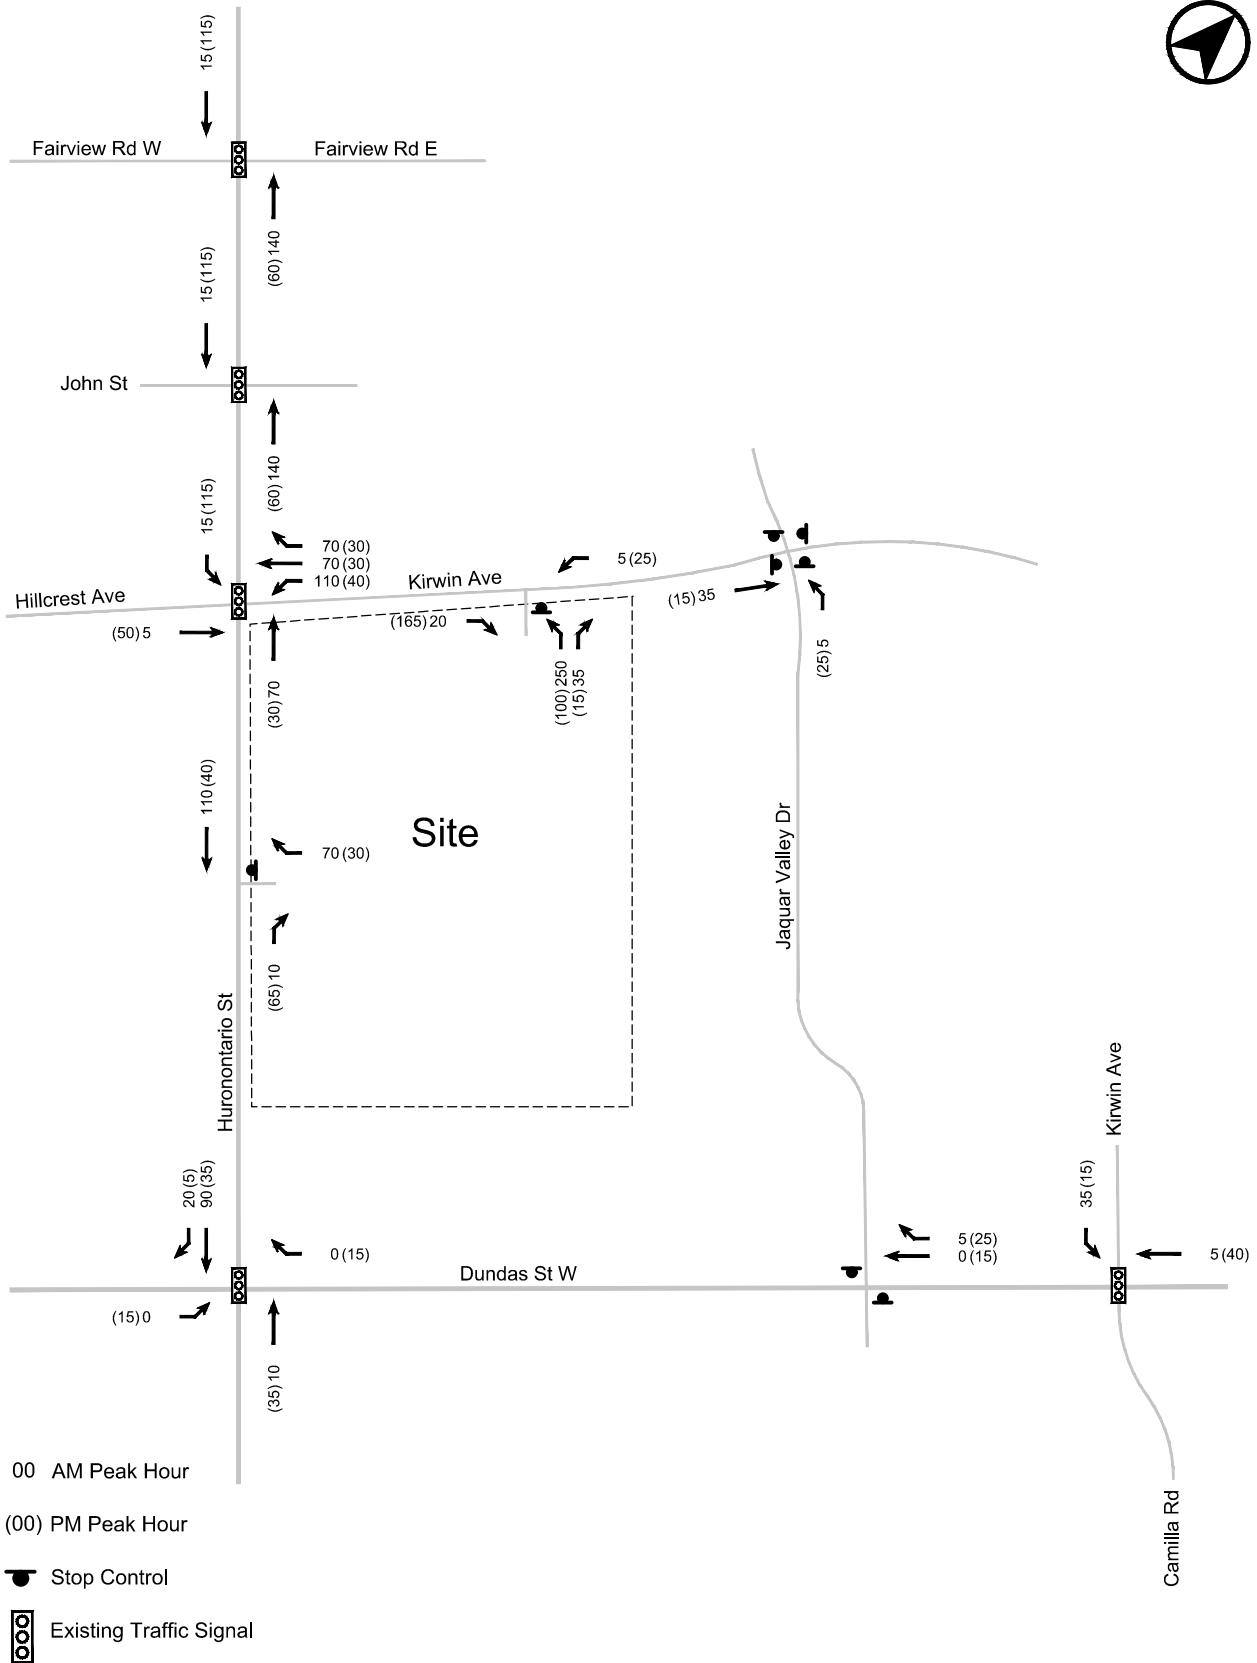 15 (115)
Fairview Rd W
Fairview Rd E
(60) 140
15 (115)
John St
(60) 140
15 (115)
70 (30)
70 (30)
110 (40)
Kirwin Ave
5 (25)
Hillcrest Ave
(50) 5
(165) 20
(15) 35
(30) 70
(100) 250
(15) 35
(25) 5
110 (40)
Site
70 (30)
Jaquar Valley Dr
(65) 10
Huronontario St
Kirwin Ave
20 (5)
90 (35)
35 (15)
0 (15)
5 (25)
0 (15)
5 (40)
Dundas St W
(15) 0
(35) 10
00 AM Peak Hour
(00) PM Peak Hour
Camilla Rd
Stop Control
Existing Traffic Signal